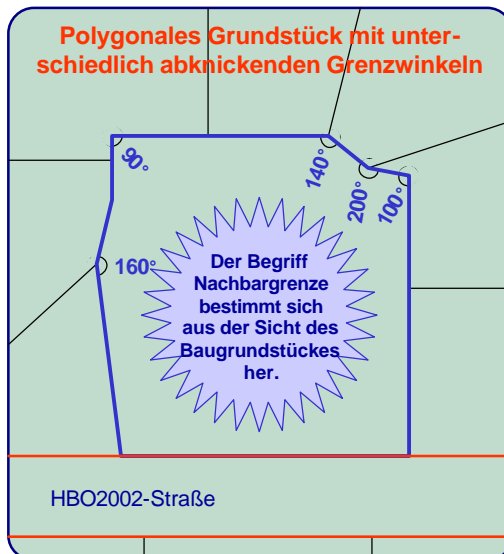 Polygonales Grundstück mit unter-
schiedlich abknickenden Grenzwinkeln
90°
140°
200°
100°
160°
Der Begriff
Nachbargrenze
bestimmt sich
aus der Sicht des
Baugrundstückes
her.
HBO2002-Straße